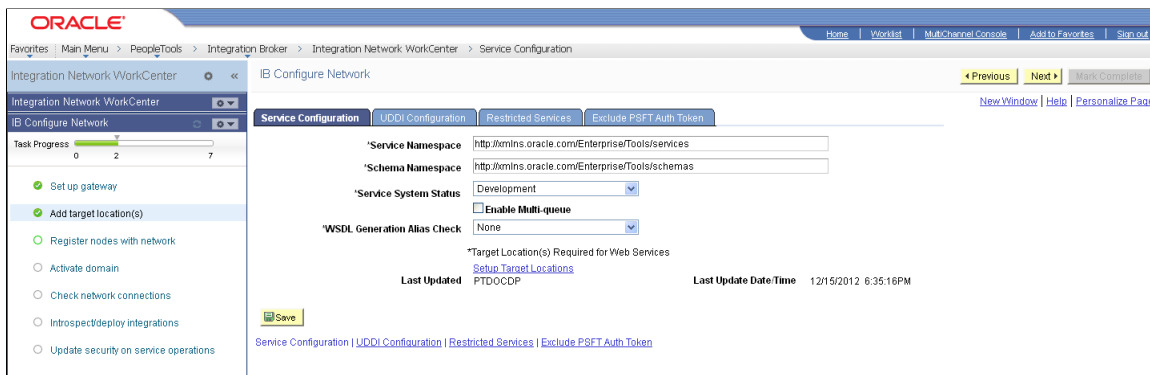 ORACLE'
Home | Worklist | MultiChannel Console | Add to Favorites | Sign out
Favorites | Main Menu > PeopleTools > Integration Broker > Integration Network WorkCenter > Service Configuration
Integration Network WorkCenter «
Integration Network WorkCenter
IB Configure Network
Task Progress
0 2 7
Set up gateway
Add target location(s)
Register nodes with network
Activate domain
Check network connections
Introspect/deploy integrations
Update security on service operations
IB Configure Network
Previous Next Mark Complete
New Window | Help | Personalize Page
Service Configuration UDDI Configuration Restricted Services Exclude PSFT Auth Token
*Service Namespace http://xmlns.oracle.com/Enterprise/Tools/services
*Schema Namespace http://xmlns.oracle.com/Enterprise/Tools/schemas
*Service System Status Development
Enable Multi-queue
*WSDL Generation Alias Check None
*Target Location(s) Required for Web Services
Setup Target Locations
Last Updated PTDOCDP Last Update Date/Time 12/15/2012 6:35:16PM
Save
Service Configuration | UDDI Configuration | Restricted Services | Exclude PSFT Auth Token